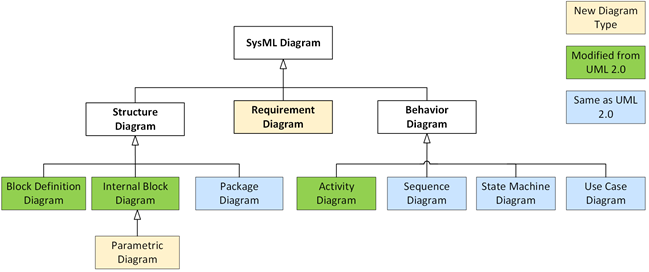 SysML Diagram
New Diagram
Type
Modified from
UML 2.0
Same as UML
2.0
Structure
Diagram
Requirement
Diagram
Behavior
Diagram
Block Definition
Diagram
Internal Block
Diagram
Package
Diagram
Activity
Diagram
Sequence
Diagram
State Machine
Diagram
Use Case
Diagram
Parametric
Diagram